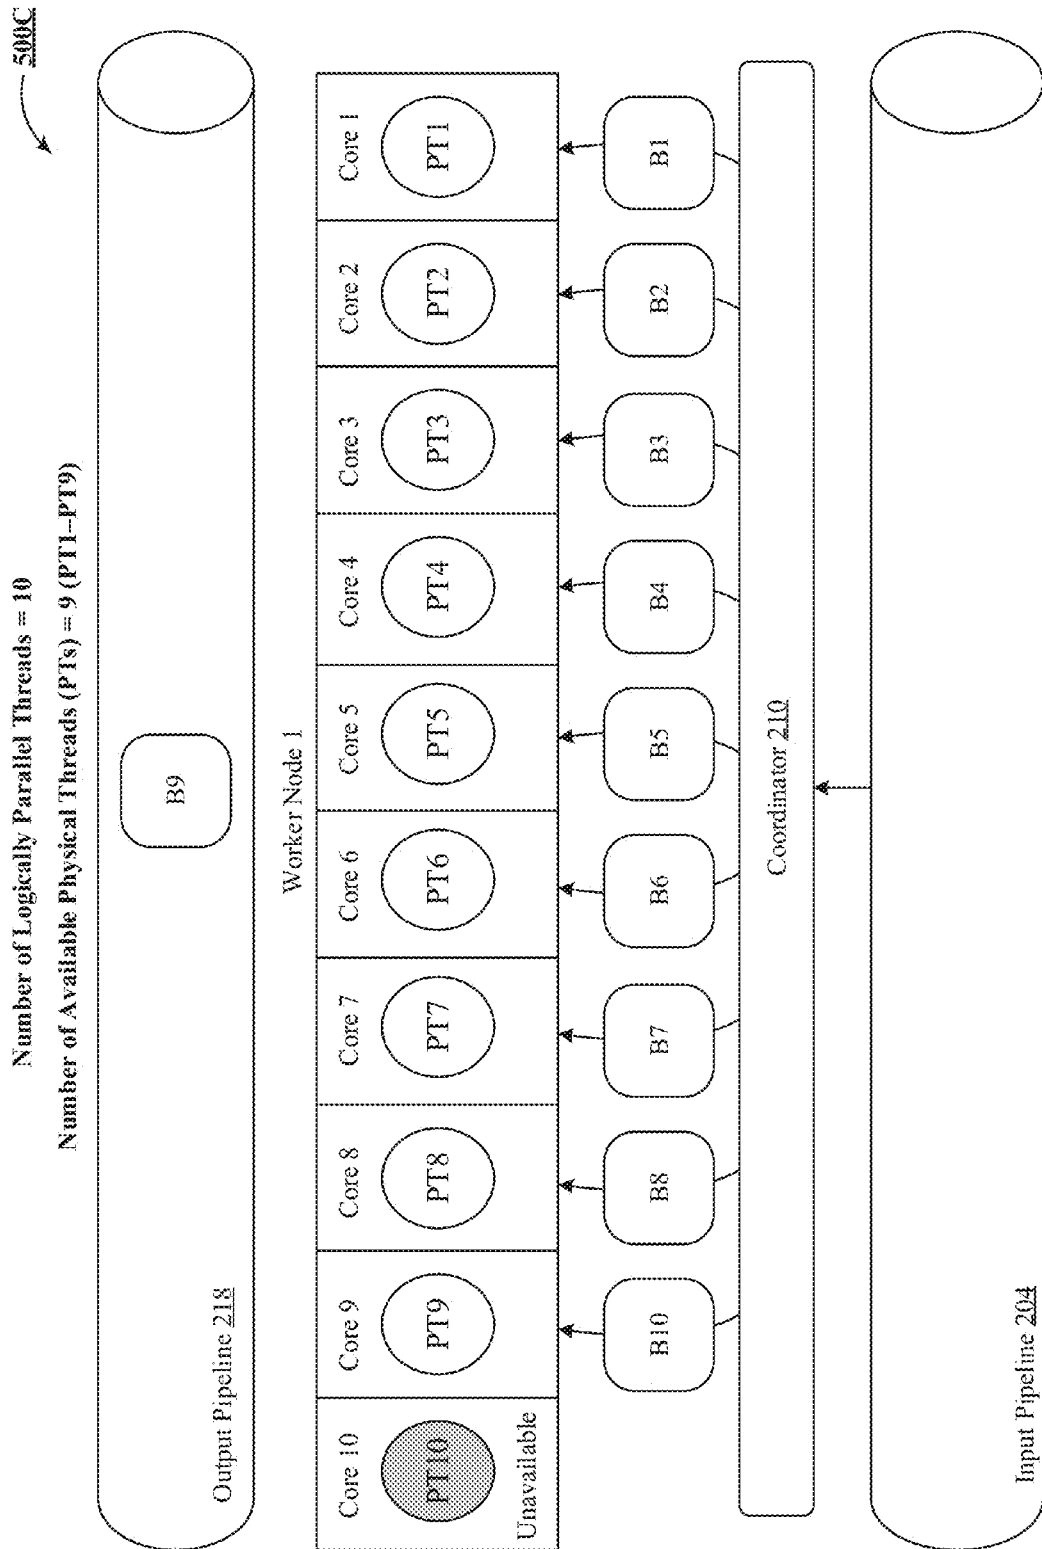 500C
Number of Logically Parallel Threads = 10
Number of Available Physical Threads (PTs) = 9 (PT1–PT9)
B9
Output Pipeline 218
Worker Node 1
Core 10
Core 9
Core 8
Core 7
Core 6
Core 5
Core 4
Core 3
Core 2
Core 1
PT10
PT9
PT8
PT7
PT6
PT5
PT4
PT3
PT2
PT1
Unavailable
B10
B8
B7
B6
B5
B4
B3
B2
B1
Coordinator 210
Input Pipeline 204